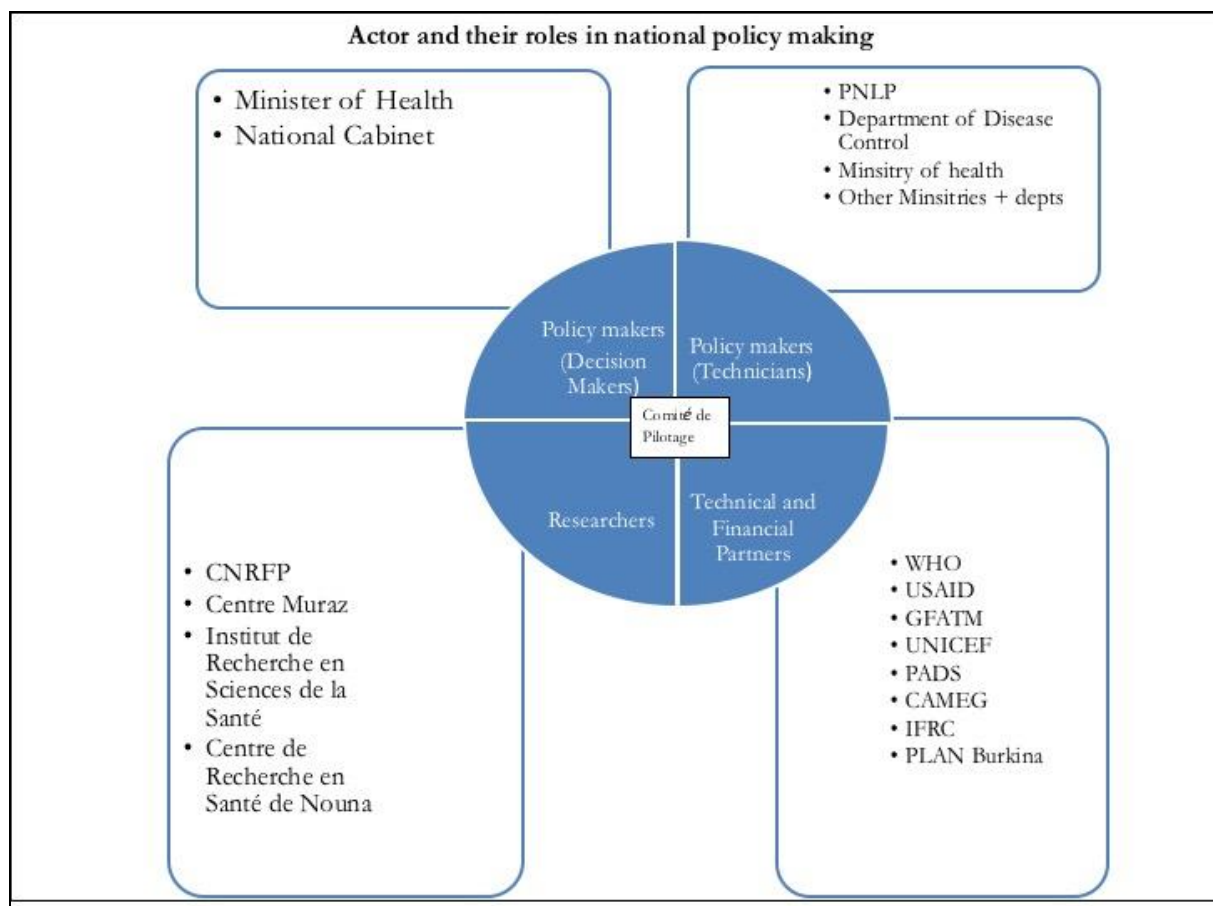 Actor and their roles in national policy making
• Minister of Health
• National Cabinet
• PNLP
• Department of Disease
Control
• Minsitry of health
• Other Minsitries + depts
Policy makers
(Decision
Makers)
Policy makers
(Technicians)
Comité de
Pilotage
Researchers
Technical and
Financial
Partners
• CNRFP
• Centre Muraz
• Institut de
Recherche en
Sciences de la
Santé
• Centre de
Recherche en
Santé de Nouna
• WHO
• USAID
• GFATM
• UNICEF
• PADS
• CAMEG
• IFRC
• PLAN Burkina